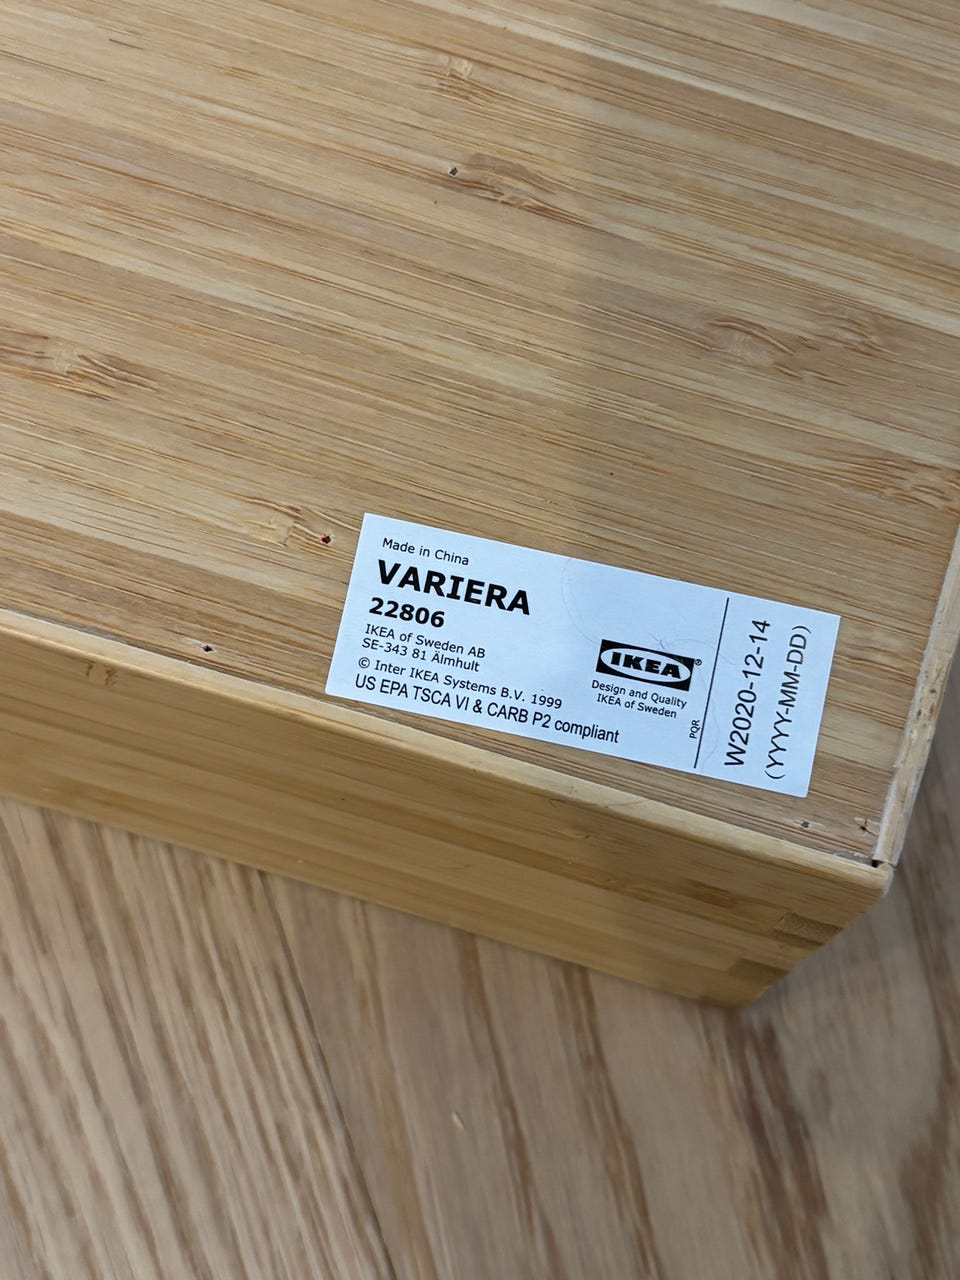 Made in China
VARIERA
22806
IKEA of Sweden AB
SE-343 81 Älmhult
© Inter IKEA Systems B.V. 1999
US EPA TSCA VI & CARB P2 compliant
IKEA®
Design and Quality
IKEA of Sweden
PQR
W2020-12-14
(YYYY-MM-DD)